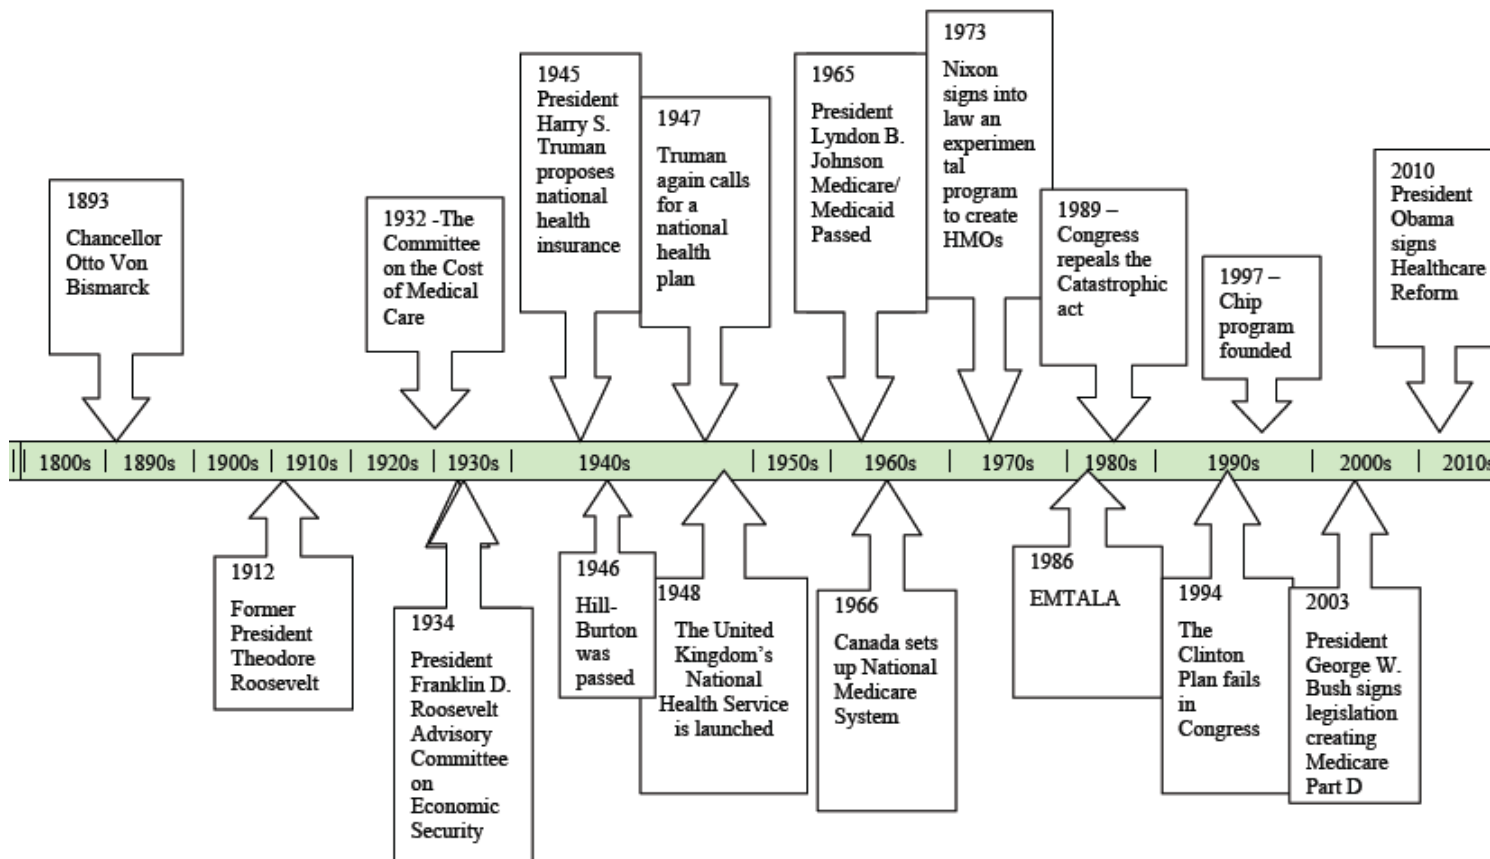 1893
Chancellor
Otto Von
Bismarck
1932 -The
Committee
on the Cost
of Medical
Care
1945
President
Harry S.
Truman
proposes
national
health
insurance
1947
Truman
again calls
for a
national
health
plan
1965
President
Lyndon B.
Johnson
Medicare/
Medicaid
Passed
1973
Nixon
signs into
law an
experimen
tal
program
to create
HMOs
1989 –
Congress
repeals the
Catastrophic
act
1997 –
Chip
program
founded
2010
President
Obama
signs
Healthcare
Reform
1800s 1890s 1900s 1910s 1920s 1930s 1940s 1950s 1960s 1970s 1980s 1990s 2000s 2010s
1912
Former
President
Theodore
Roosevelt
1934
President
Franklin D.
Roosevelt
Advisory
Committee
on
Economic
Security
1946
Hill-
Burton
was
passed
1948
The United
Kingdom’s
National
Health Service
is launched
1966
Canada sets
up National
Medicare
System
1986
EMTALA
1994
The
Clinton
Plan fails
in
Congress
2003
President
George W.
Bush signs
legislation
creating
Medicare
Part D